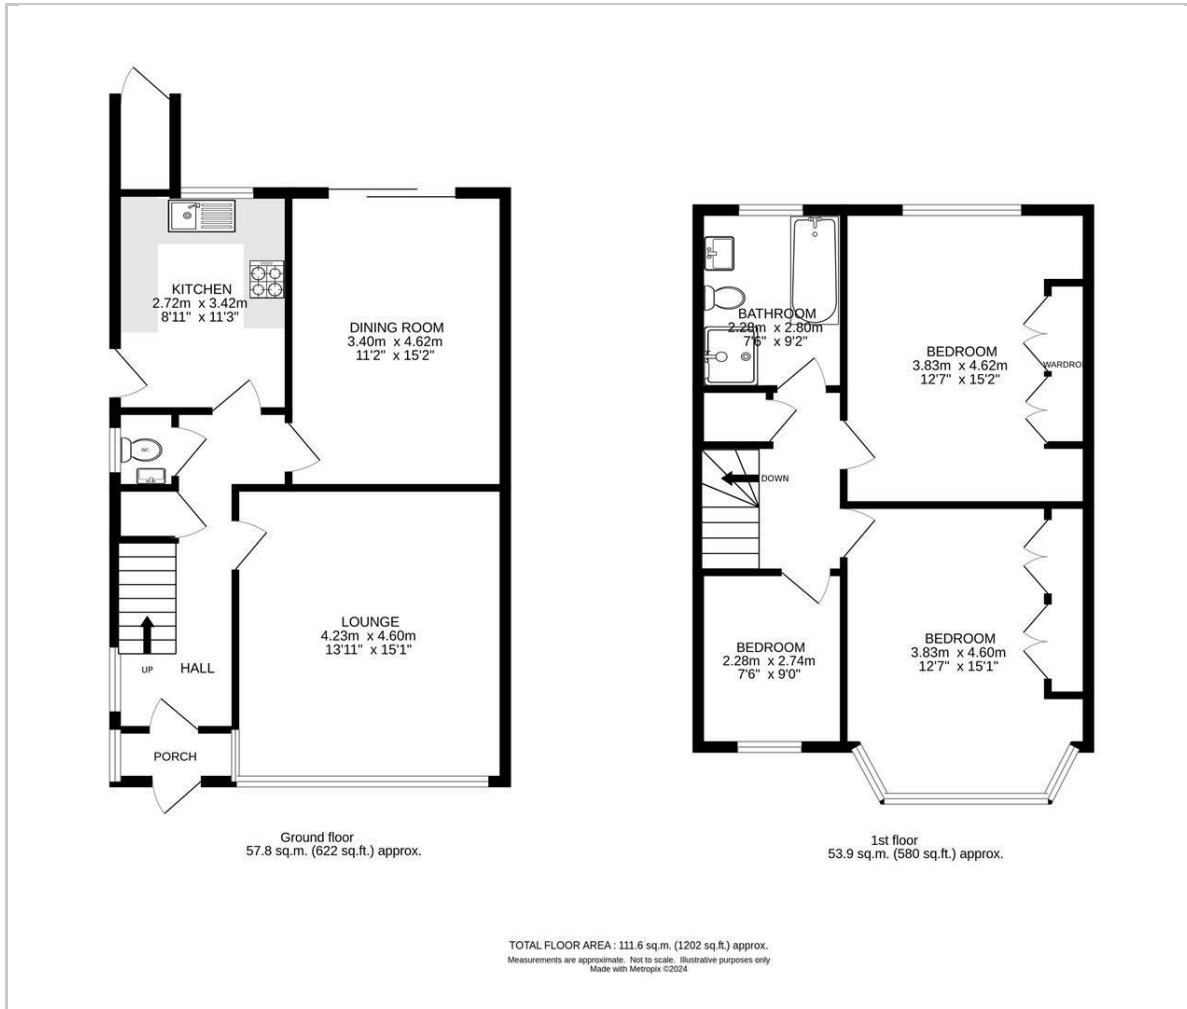 KITCHEN
2.72m x 3.42m
8'11" x 11'3"
DINING ROOM
3.40m x 4.62m
11'2" x 15'2"
WC
LOUNGE
4.23m x 4.60m
13'11" x 15'1"
UP
HALL
PORCH
Ground floor
57.8 sq.m. (622 sq.ft.) approx.
BATHROOM
2.28m x 2.80m
7'6" x 9'2"
BEDROOM
3.83m x 4.62m
12'7" x 15'2"
WARDRO
DOWN
BEDROOM
2.28m x 2.74m
7'6" x 9'0"
BEDROOM
3.83m x 4.60m
12'7" x 15'1"
1st floor
53.9 sq.m. (580 sq.ft.) approx.
TOTAL FLOOR AREA : 111.6 sq.m. (1202 sq.ft.) approx.
Measurements are approximate. Not to scale. Illustrative purposes only
Made with Metropix ©2024